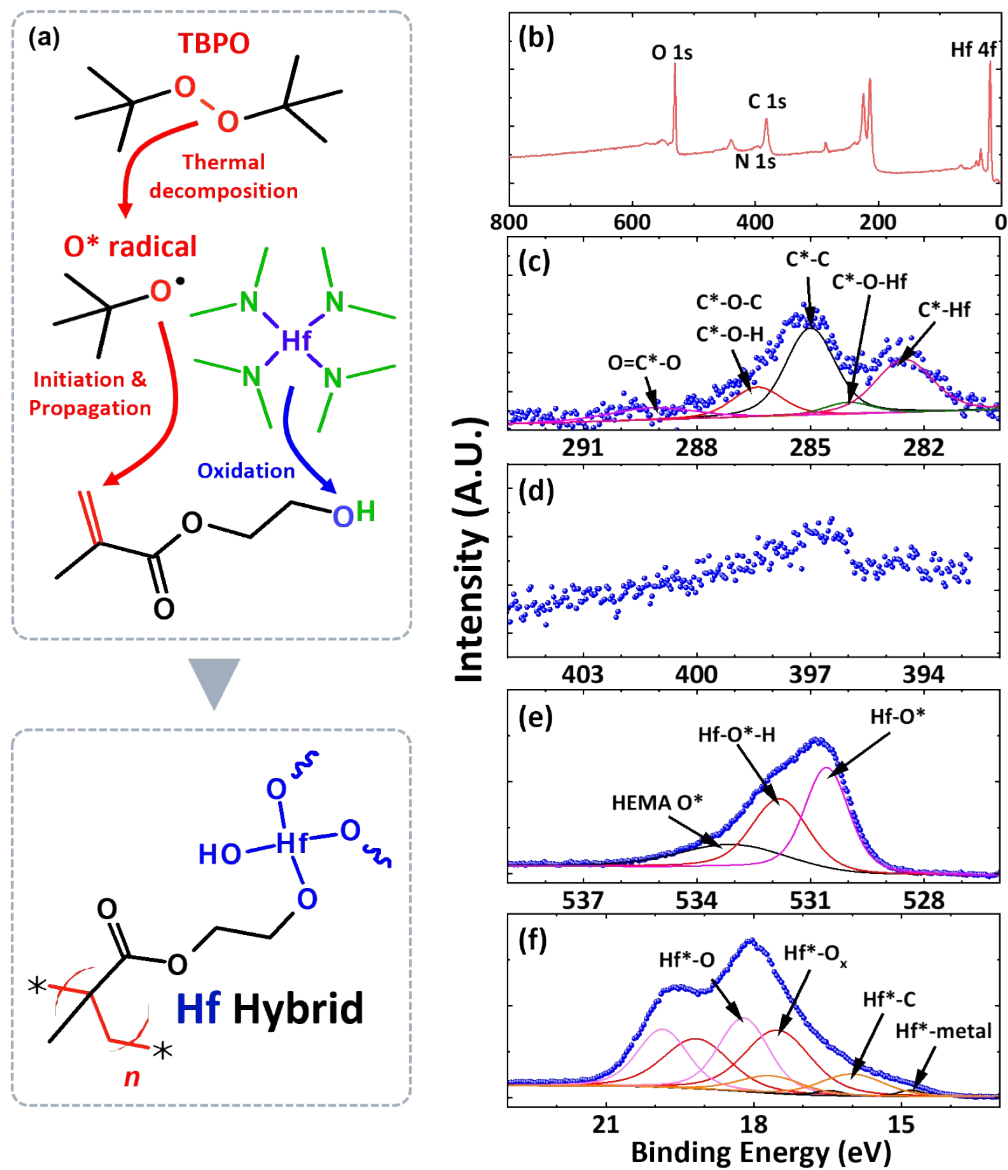 (a)
TBPO
O
O
Thermal
decomposition
O* radical
O•
N
N
Hf
N
N
Initiation &
Propagation
Oxidation
O
OH
O
O
HO
Hf
O
O
O
O
Hf Hybrid
*
*
n
Intensity (A.U.)
(b)
O 1s
C 1s
N 1s
Hf 4f
800
600
400
200
0
(c)
C*-C
C*-O-Hf
C*-O-C
C*-O-H
C*-Hf
O=C*-O
291
288
285
282
(d)
403
400
397
394
(e)
Hf-O*-H
Hf-O*
HEMA O*
537
534
531
528
(f)
Hf*-O
Hf*-Oₓ
Hf*-C
Hf*-metal
21
18
15
Binding Energy (eV)